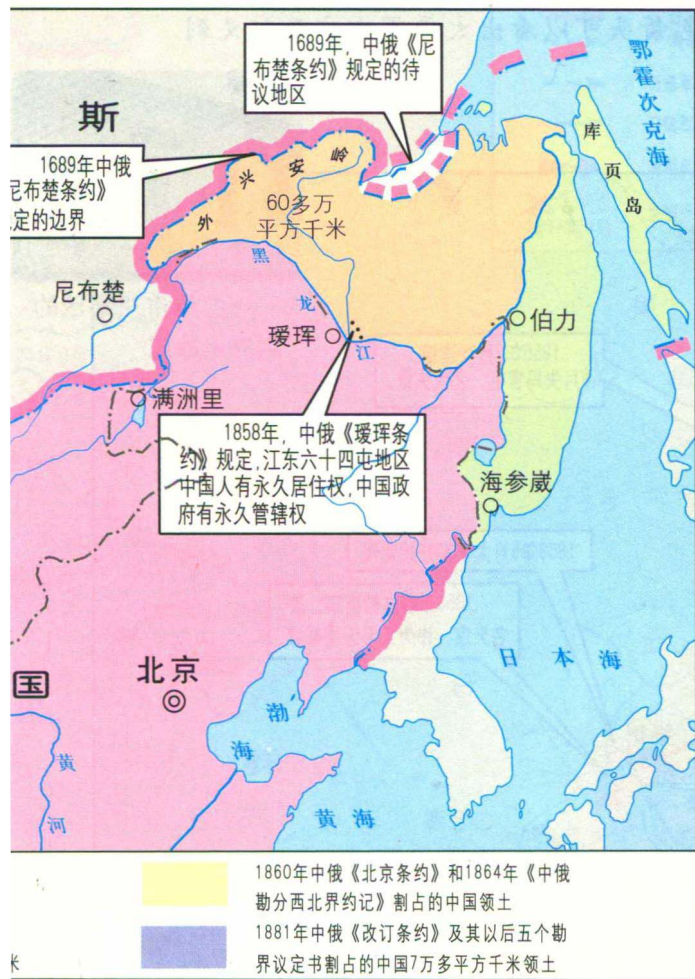 1689年，中俄《尼
布楚条约》规定的待
议地区
鄂霍次克海
斯
库页岛
1689年中俄
尼布楚条约》
定的边界
外兴安岭
60多万
平方千米
黑龙江
尼布楚
瑷珲
伯力
满洲里
1858年，中俄《瑷珲条
约》规定，江东六十四屯地区
中国人有永久居住权，中国政
府有永久管辖权
海参崴
日本海
北京
国
渤海
黄河
黄海
1860年中俄《北京条约》和1864年《中俄
勘分西北界约记》割占的中国领土
1881年中俄《改订条约》及其以后五个勘
界议定书割占的中国7万多平方千米领土
米